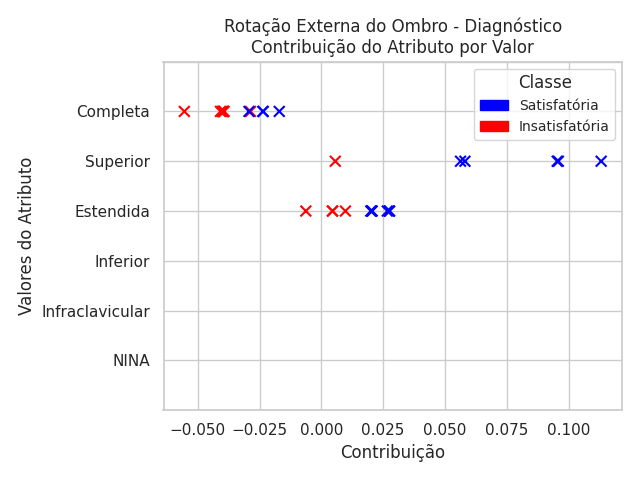 Rotação Externa do Ombro - Diagnóstico
Contribuição do Atributo por Valor
Classe
Satisfatória
Insatisfatória
Valores do Atributo
Completa
Superior
Estendida
Inferior
Infraclavicular
NINA
−0.050
−0.025
0.000
0.025
0.050
0.075
0.100
Contribuição